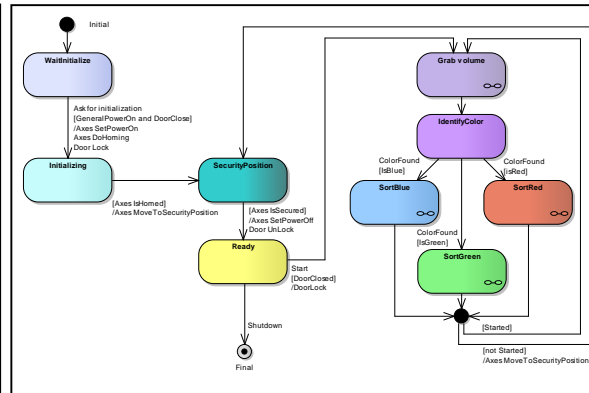 Initial
WaitInitialize
Ask for initialization
[GeneralPowerOn and DoorClose]
/Axes SetPowerOn
Axes DoHoming
Door Lock
Initializing
[Axes IsHomed]
/Axes MoveToSecurityPosition
SecurityPosition
[Axes IsSecured]
/Axes SetPowerOff
Door UnLock
Ready
Start
[DoorClosed]
/DoorLock
Shutdown
Final
Grab volume
IdentifyColor
ColorFound
[IsBlue]
ColorFound
[isRed]
SortBlue
SortRed
ColorFound
[IsGreen]
SortGreen
[Started]
[not Started]
/Axes MoveToSecurityPosition